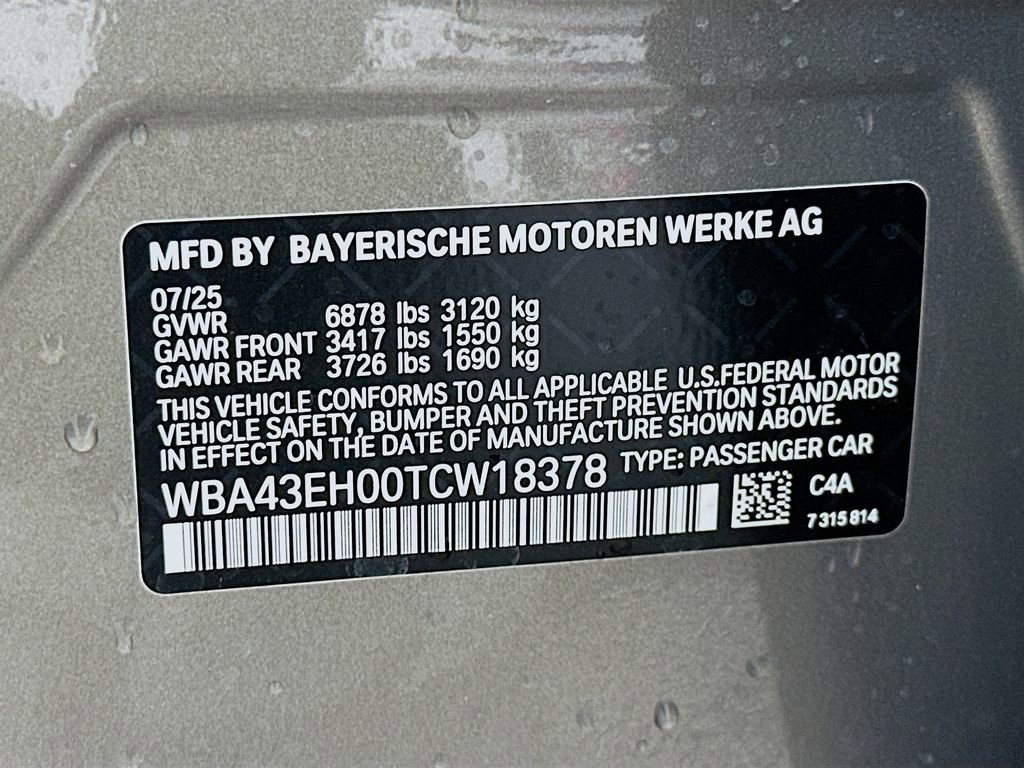 MFD BY BAYERISCHE MOTOREN WERKE AG
07/25
GVWR 6878 lbs 3120 kg
GAWR FRONT 3417 lbs 1550 kg
GAWR REAR 3726 lbs 1690 kg
THIS VEHICLE CONFORMS TO ALL APPLICABLE U.S.FEDERAL MOTOR
VEHICLE SAFETY, BUMPER AND THEFT PREVENTION STANDARDS
IN EFFECT ON THE DATE OF MANUFACTURE SHOWN ABOVE.
WBA43EH00TCW18378 TYPE: PASSENGER CAR
C4A
7 315 814